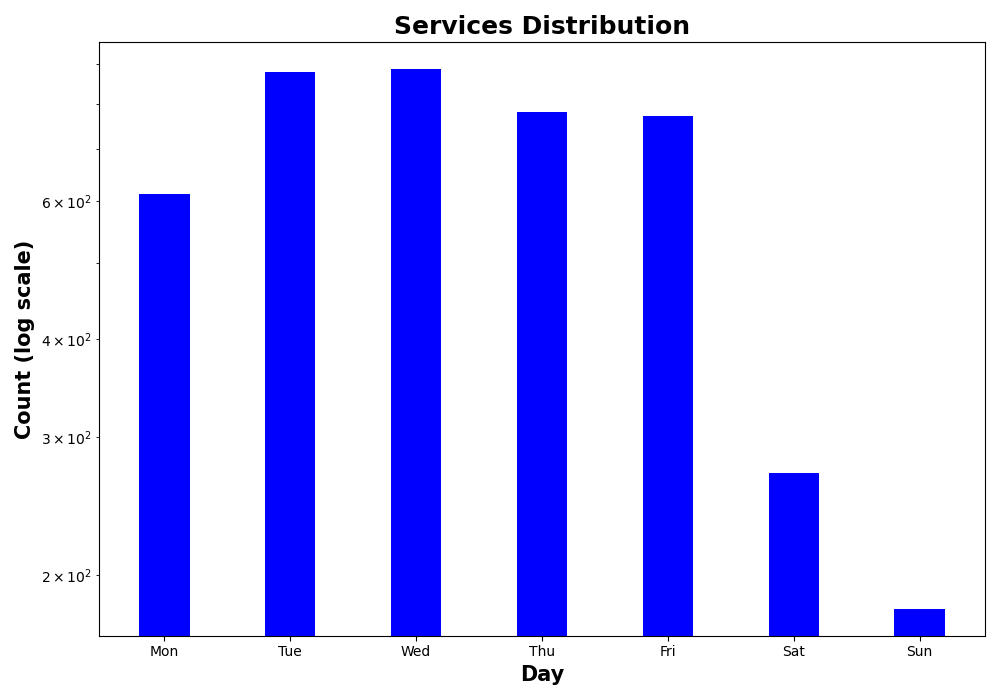 Services Distribution
Count (log scale)
6 × 10²
4 × 10²
3 × 10²
2 × 10²
Mon Tue Wed Thu Fri Sat Sun
Day